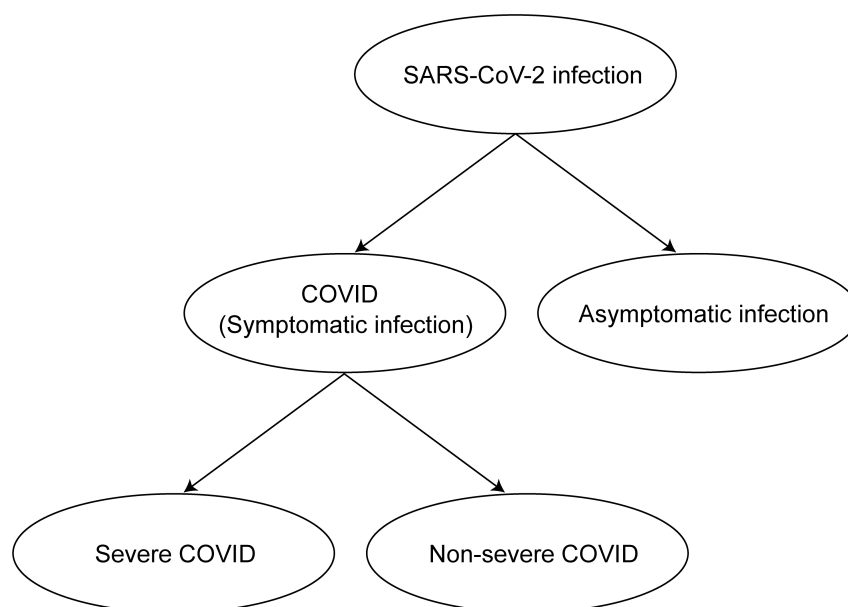 SARS-CoV-2 infection
COVID
(Symptomatic infection)
Asymptomatic infection
Severe COVID
Non-severe COVID